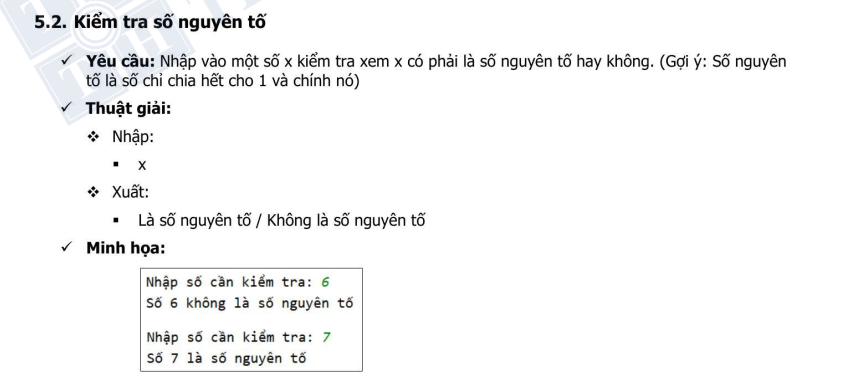 5.2. Kiểm tra số nguyên tố
✓ Yêu cầu: Nhập vào một số x kiểm tra xem x có phải là số nguyên tố hay không. (Gợi ý: Số nguyên
tố là số chỉ chia hết cho 1 và chính nó)
✓ Thuật giải:
❖ Nhập:
▪ x
❖ Xuất:
▪ Là số nguyên tố / Không là số nguyên tố
✓ Minh họa:
Nhập số cần kiểm tra: 6
Số 6 không là số nguyên tố
Nhập số cần kiểm tra: 7
Số 7 là số nguyên tố